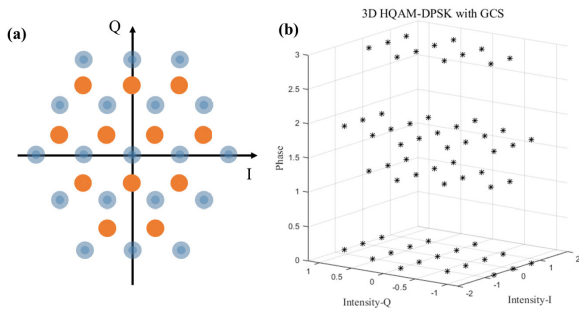 (a)
Q
I
(b)
3D HQAM-DPSK with GCS
3
2.5
2
1.5
1
0.5
0
Phase
1
0.5
0
-0.5
-1
Intensity-Q
-2
-1
0
1
2
Intensity-I